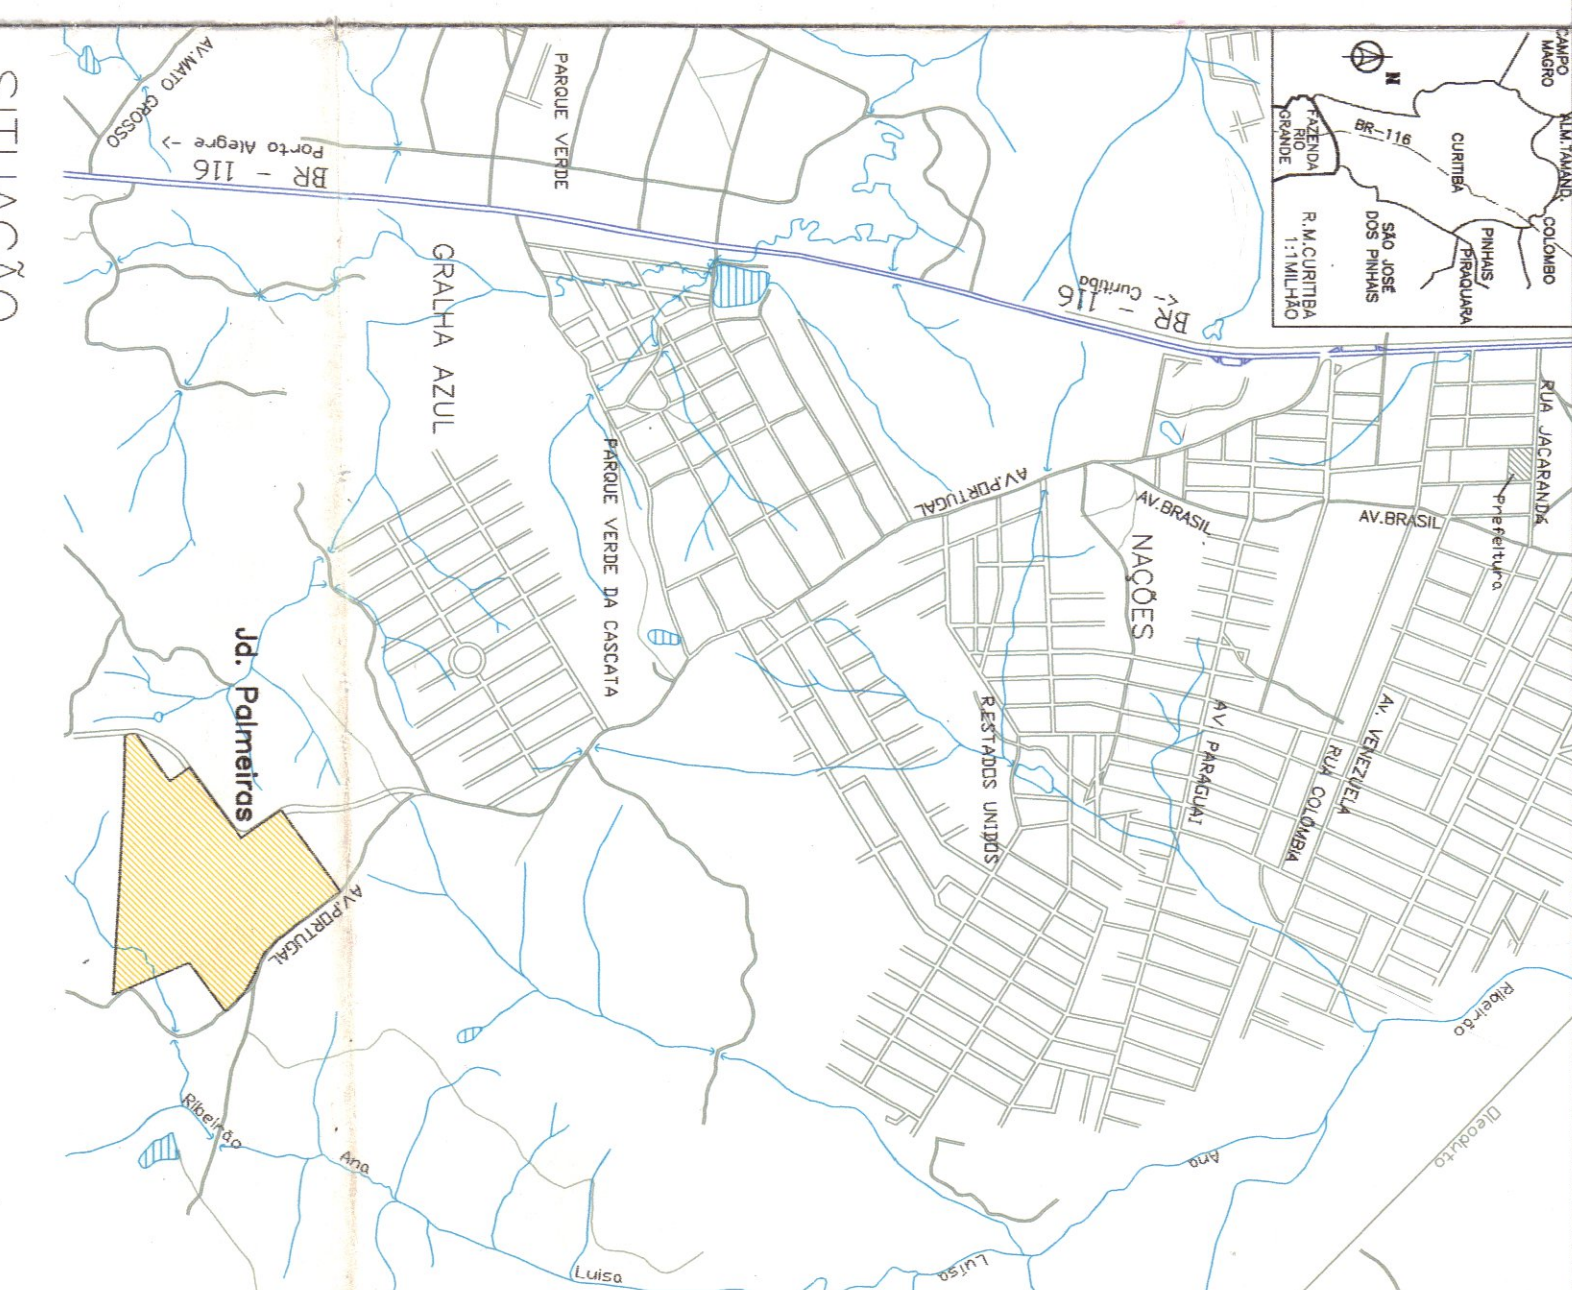 SITUAÇÃO
AV.MATO GROSSO
Porto Alegre ->
BR - 116
PARQUE VERDE
GRALHA AZUL
PARQUE VERDE DA CASCATA
Jd. Palmeiras
AV.PORTUGAL
AV.PORTUGAL
BR - 116
<- Curitiba
AV.BRASIL
AV.BRASIL
NAÇÕES
R.ESTADOS UNIDOS
AV PARAGUAI
RUA COLÔMBIA
AV. VENEZUELA
RUA JACARANDÁ
Prefeitura
Ribeirão
Ana
Luisa
Ribeirão
Ana
Luisa
Oleoduto
CAMPO
MAGRO
ALM.TAMAND.
COLOMBO
N
BR-116
CURITIBA
PINHAIS
PIRAQUARA
FAZENDA
RIO
GRANDE
SÃO JOSÉ
DOS PINHAIS
R.M.CURITIBA
1:1MILHÃO